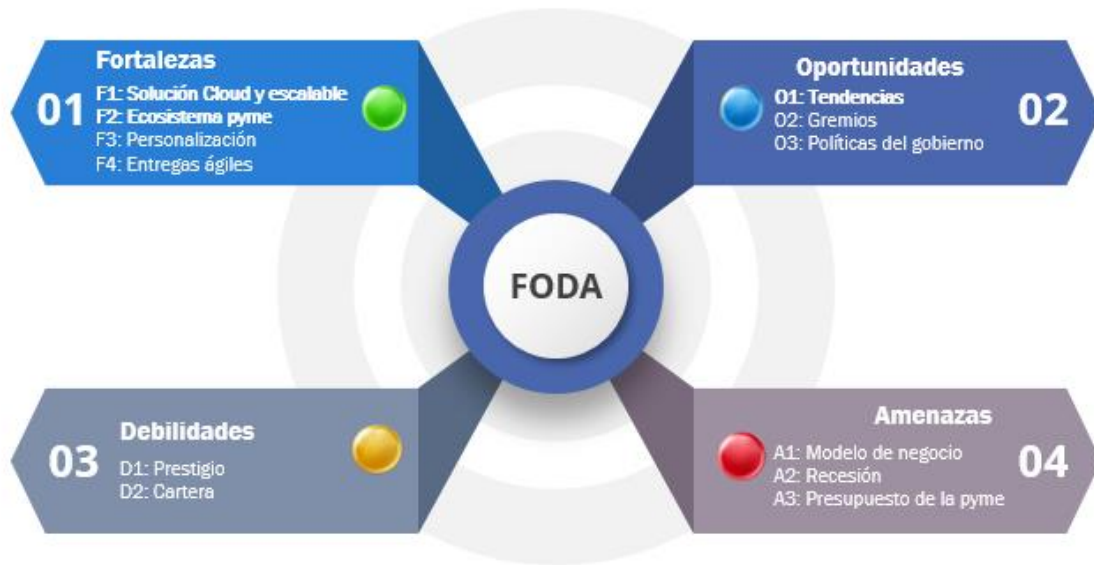 Fortalezas
01
F1: Solución Cloud y escalable
F2: Ecosistema pyme
F3: Personalización
F4: Entregas ágiles
Oportunidades
02
O1: Tendencias
O2: Gremios
O3: Políticas del gobierno
FODA
Debilidades
03
D1: Prestigio
D2: Cartera
Amenazas
04
A1: Modelo de negocio
A2: Recesión
A3: Presupuesto de la pyme